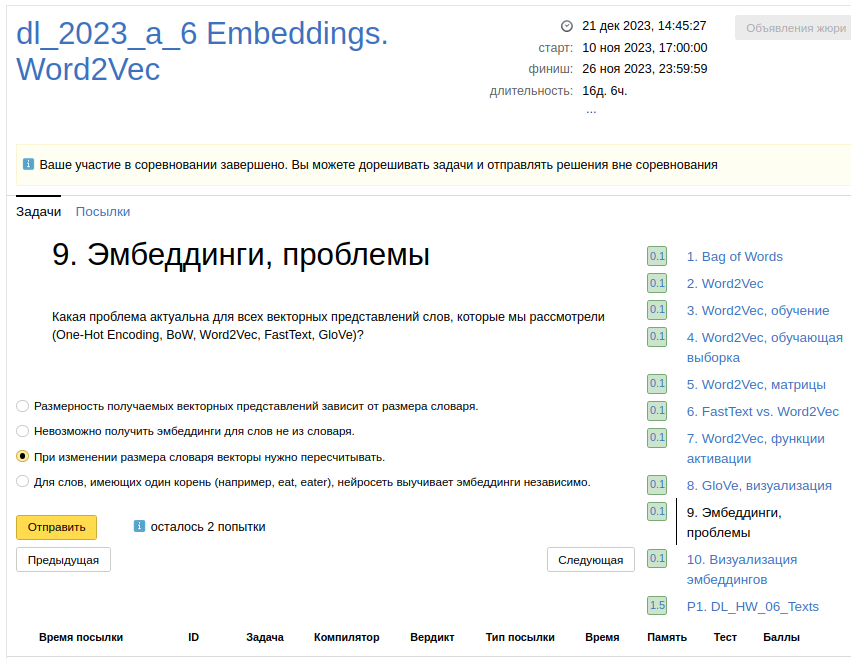 dl_2023_a_6 Embeddings.
Word2Vec
21 дек 2023, 14:45:27
старт: 10 ноя 2023, 17:00:00
финиш: 26 ноя 2023, 23:59:59
длительность: 16д. 6ч.
...
Объявления жюри
Ваше участие в соревновании завершено. Вы можете дорешивать задачи и отправлять решения вне соревнования
Задачи Посылки
9. Эмбеддинги, проблемы
Какая проблема актуальна для всех векторных представлений слов, которые мы рассмотрели
(One-Hot Encoding, BoW, Word2Vec, FastText, GloVe)?
Размерность получаемых векторных представлений зависит от размера словаря.
Невозможно получить эмбеддинги для слов не из словаря.
При изменении размера словаря векторы нужно пересчитывать.
Для слов, имеющих один корень (например, eat, eater), нейросеть выучивает эмбеддинги независимо.
Отправить
осталось 2 попытки
Предыдущая
Следующая
0.1 1. Bag of Words
0.1 2. Word2Vec
0.1 3. Word2Vec, обучение
0.1 4. Word2Vec, обучающая
выборка
0.1 5. Word2Vec, матрицы
0.1 6. FastText vs. Word2Vec
0.1 7. Word2Vec, функции
активации
0.1 8. GloVe, визуализация
0.1 9. Эмбеддинги,
проблемы
0.1 10. Визуализация
эмбеддингов
1.5 P1. DL_HW_06_Texts
Время посылки ID Задача Компилятор Вердикт Тип посылки Время Память Тест Баллы